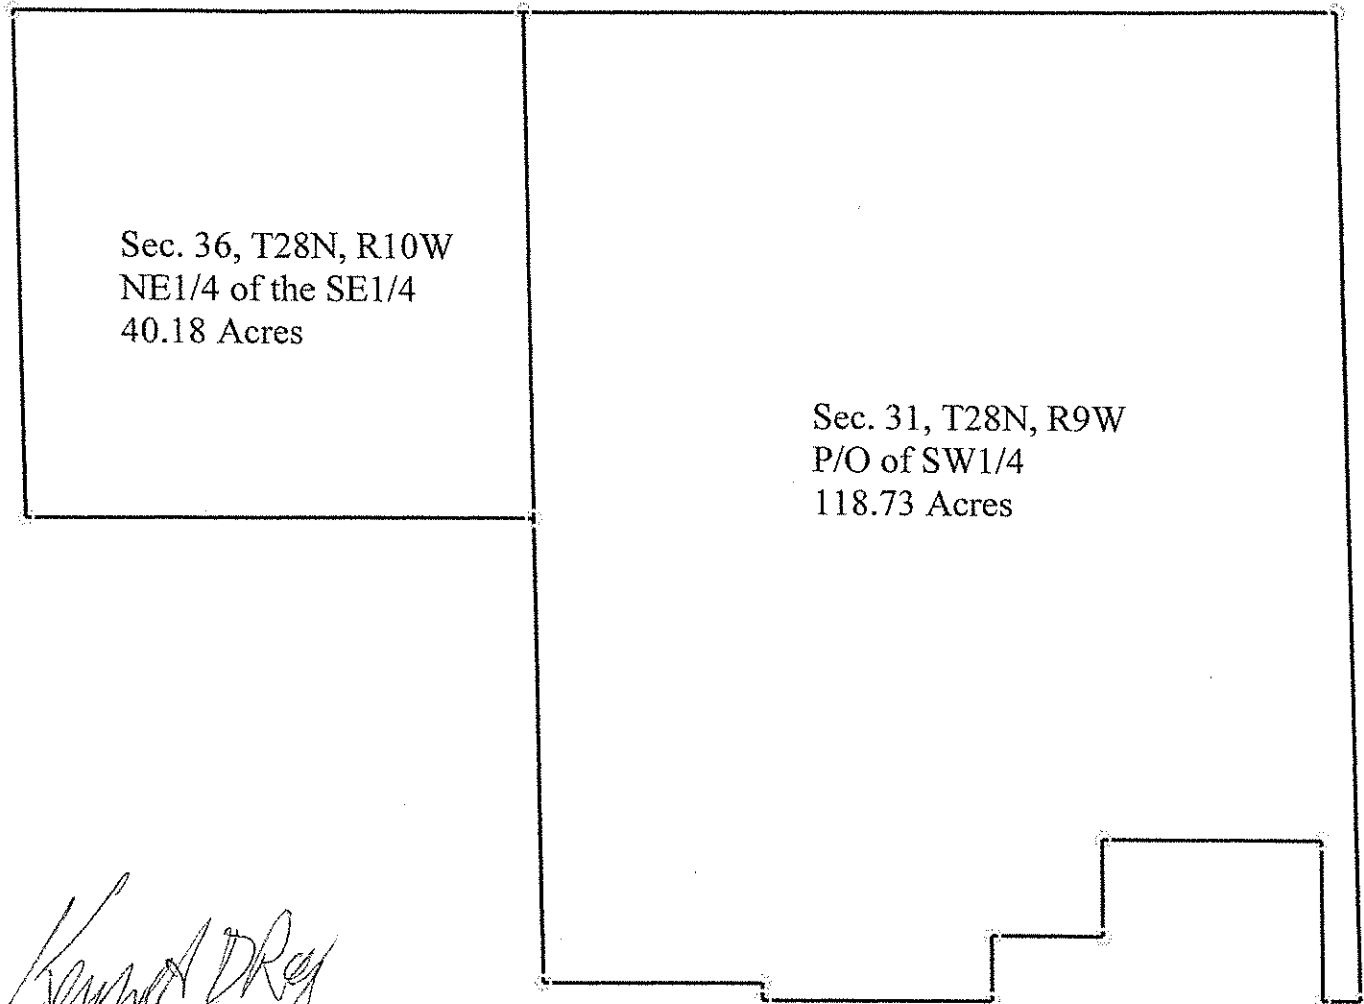 Sec. 36, T28N, R10W
NE1/4 of the SE1/4
40.18 Acres
Sec. 31, T28N, R9W
P/O of SW1/4
118.73 Acres